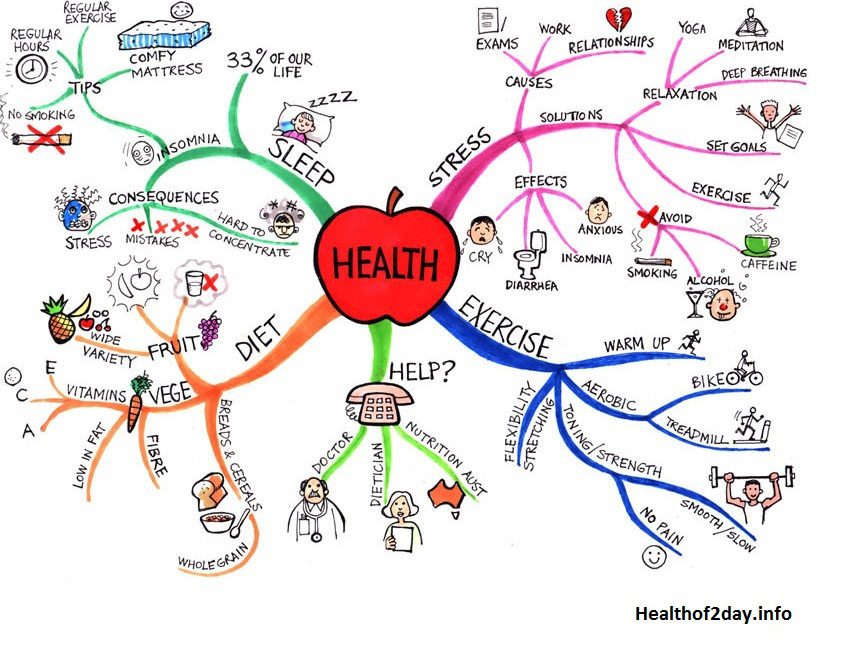 HEALTH
SLEEP
33% OF OUR
LIFE
ZZZZ
INSOMNIA
TIPS
REGULAR
EXERCISE
REGULAR
HOURS
COMFY
MATTRESS
NO SMOKING
CONSEQUENCES
STRESS
MISTAKES
HARD TO
CONCENTRATE
STRESS
CAUSES
EXAMS
WORK
RELATIONSHIPS
SOLUTIONS
RELAXATION
YOGA
MEDITATION
DEEP BREATHING
SET GOALS
EXERCISE
AVOID
SMOKING
ALCOHOL
CAFFEINE
EFFECTS
CRY
DIARRHEA
INSOMNIA
ANXIOUS
EXERCISE
WARM UP
AEROBIC
BIKE
TREADMILL
TONING/STRENGTH
SMOOTH/SLOW
NO PAIN
FLEXIBILITY
STRETCHING
HELP?
DOCTOR
DIETICIAN
NUTRITION AUST
DIET
FRUIT
WIDE
VARIETY
VEGE
VITAMINS
E
C
A
LOW IN FAT
FIBRE
BREADS & CEREALS
WHOLEGRAIN
Healthof2day.info